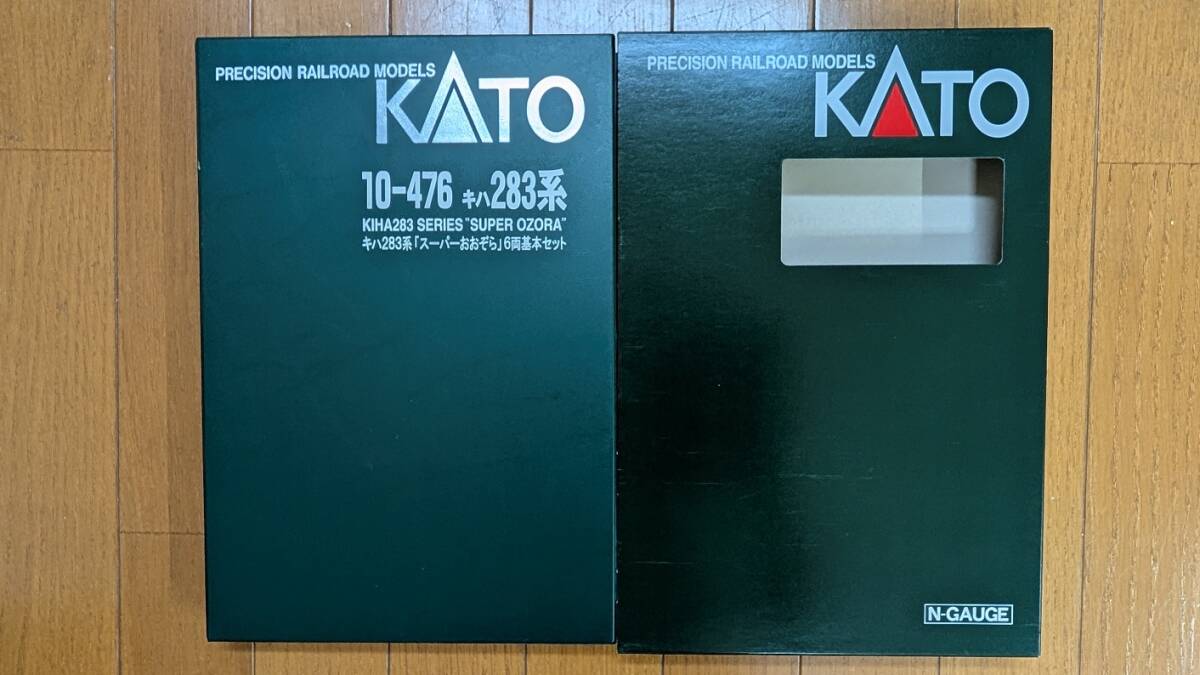 PRECISION RAILROAD MODELS
KATO
10-476 キハ283系
KIHA283 SERIES "SUPER OZORA"
キハ283系「スーパーおおぞら」6両基本セット
PRECISION RAILROAD MODELS
KATO
N-GAUGE